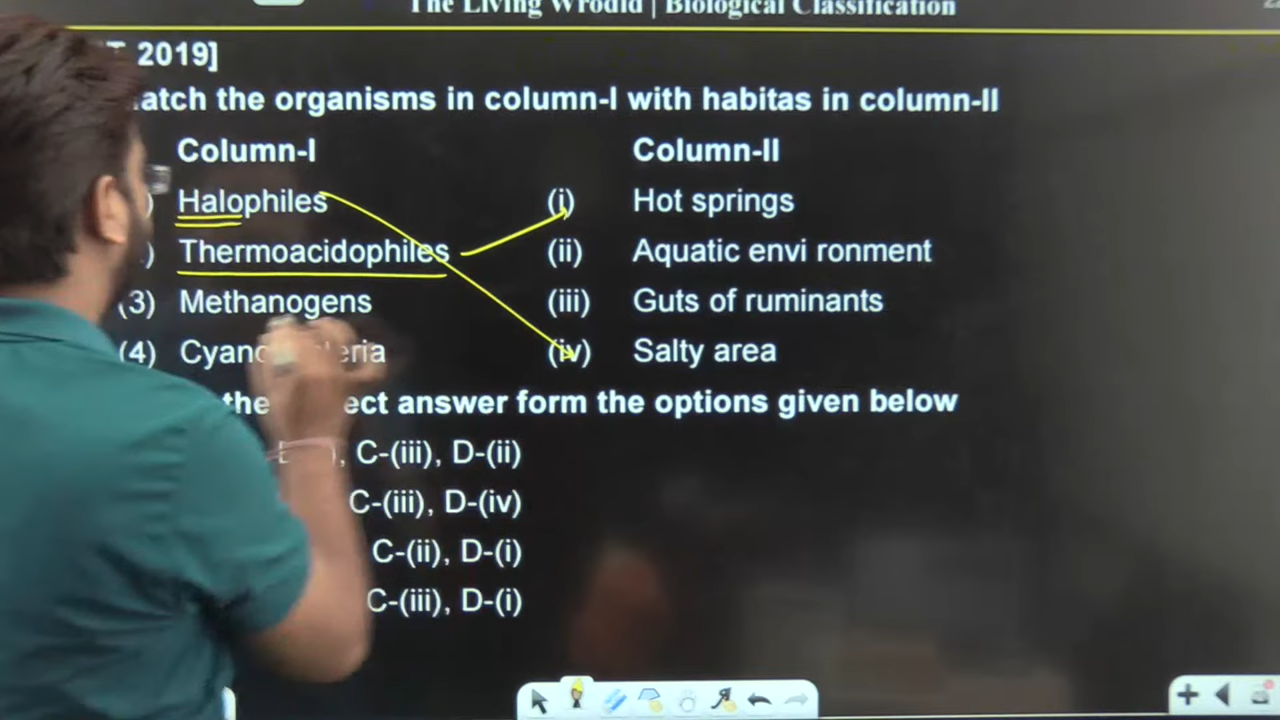 The Living Wrodld | Biological Classification
2019]
the organisms in column-I with habitas in column-II
Column-I Column-II
Halophiles (i) Hot springs
Thermoacidophiles (ii) Aquatic envi ronment
(3) Methanogens (iii) Guts of ruminants
(4) (iv) Salty area
the answer form the options given below
C-(iii), D-(ii)
C-(iii), D-(iv)
C-(ii), D-(i)
C-(iii), D-(i)